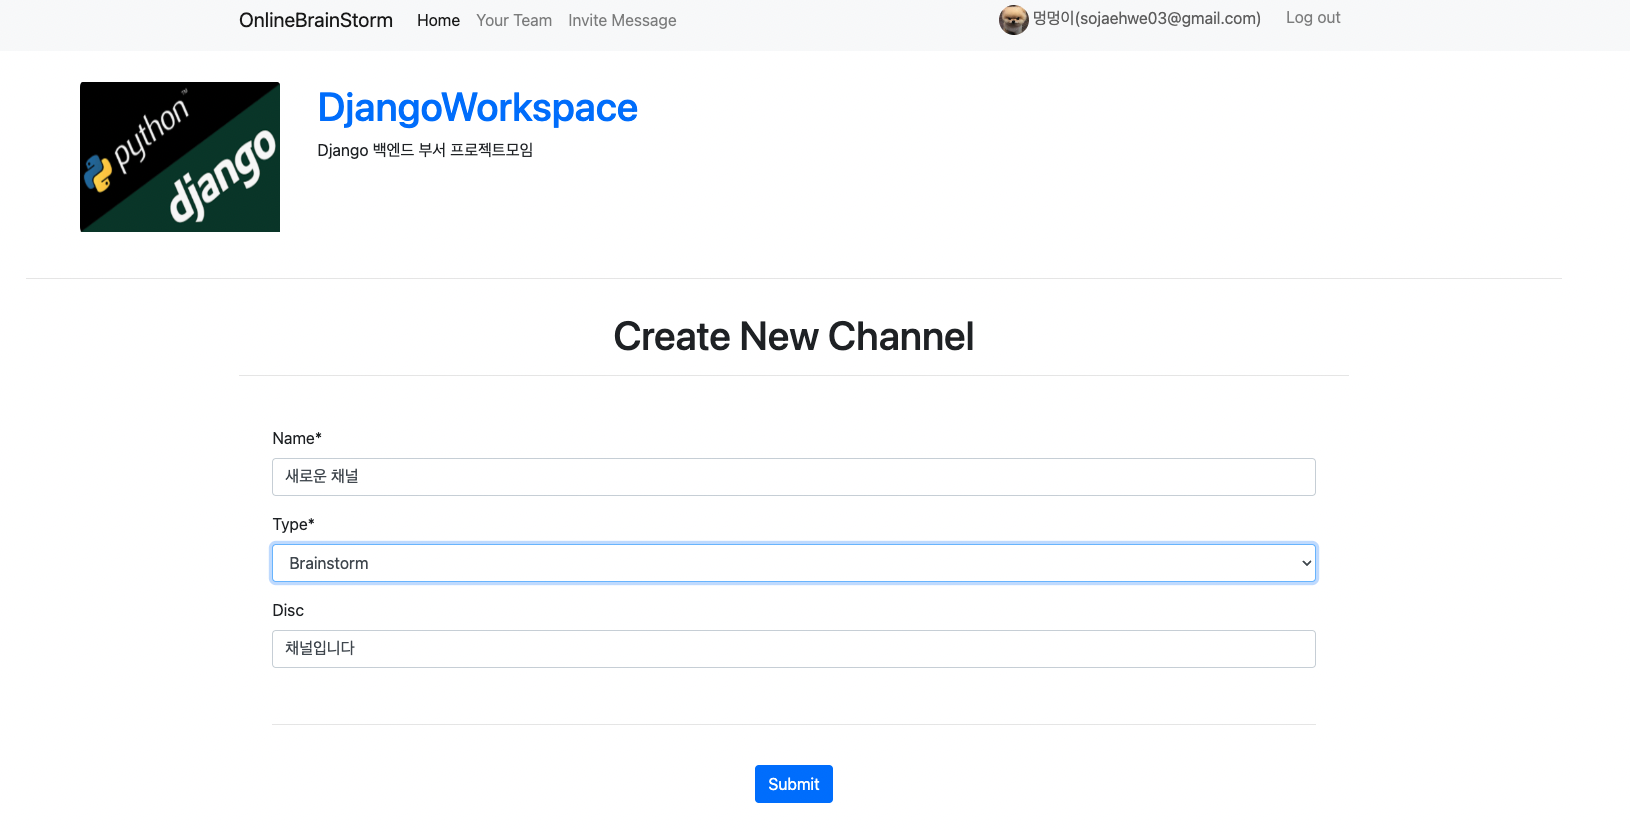 OnlineBrainStorm Home Your Team Invite Message 멍멍이(sojaehwe03@gmail.com) Log out
python™
django
DjangoWorkspace
Django 백엔드 부서 프로젝트모임
Create New Channel
Name*
새로운 채널
Type*
Brainstorm
Disc
채널입니다
Submit